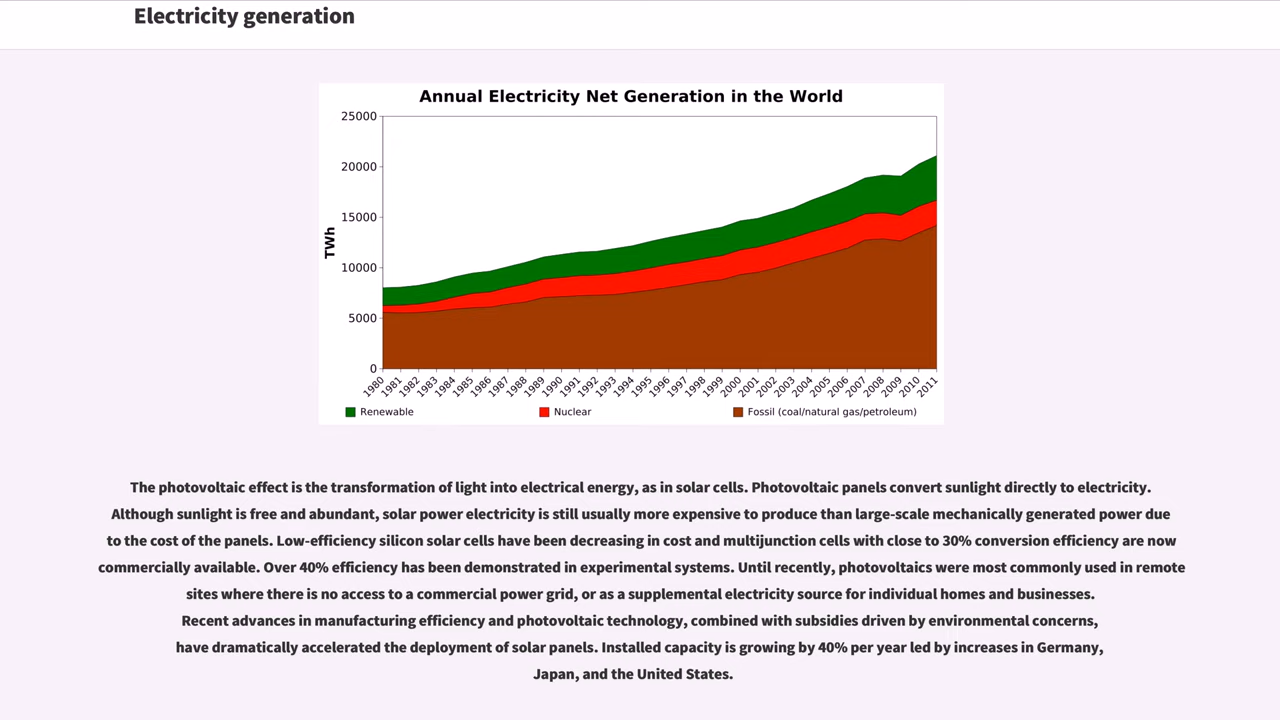 Electricity generation
Annual Electricity Net Generation in the World
25000
20000
15000
10000
5000
0
TWh
1980 1981 1982 1983 1984 1985 1986 1987 1988 1989 1990 1991 1992 1993 1994 1995 1996 1997 1998 1999 2000 2001 2002 2003 2004 2005 2006 2007 2008 2009 2010 2011
Renewable Nuclear Fossil (coal/natural gas/petroleum)
The photovoltaic effect is the transformation of light into electrical energy, as in solar cells. Photovoltaic panels convert sunlight directly to electricity.
Although sunlight is free and abundant, solar power electricity is still usually more expensive to produce than large-scale mechanically generated power due
to the cost of the panels. Low-efficiency silicon solar cells have been decreasing in cost and multijunction cells with close to 30% conversion efficiency are now
commercially available. Over 40% efficiency has been demonstrated in experimental systems. Until recently, photovoltaics were most commonly used in remote
sites where there is no access to a commercial power grid, or as a supplemental electricity source for individual homes and businesses.
Recent advances in manufacturing efficiency and photovoltaic technology, combined with subsidies driven by environmental concerns,
have dramatically accelerated the deployment of solar panels. Installed capacity is growing by 40% per year led by increases in Germany,
Japan, and the United States.